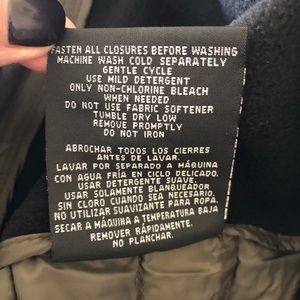 FASTEN ALL CLOSURES BEFORE WASHING
MACHINE WASH COLD SEPARATELY
GENTLE CYCLE
USE MILD DETERGENT
ONLY NON-CHLORINE BLEACH
WHEN NEEDED
DO NOT USE FABRIC SOFTENER
TUMBLE DRY LOW
REMOVE PROMPTLY
DO NOT IRON
ABROCHAR TODOS LOS CIERRES
ANTES DE LAVAR.
LAVAR POR SEPARADO A MÁQUINA
CON AGUA FRÍA EN CICLO DELICADO.
USAR DETERGENTE SUAVE.
USAR SOLAMENTE BLANQUEADOR
SIN CLORO CUANDO SEA NECESARIO.
NO UTILIZAR SUAVIZANTE PARA ROPA.
SECAR A MÁQUINA A TEMPERATURA BAJA
REMOVER RÁPIDAMENTE.
NO PLANCHAR.